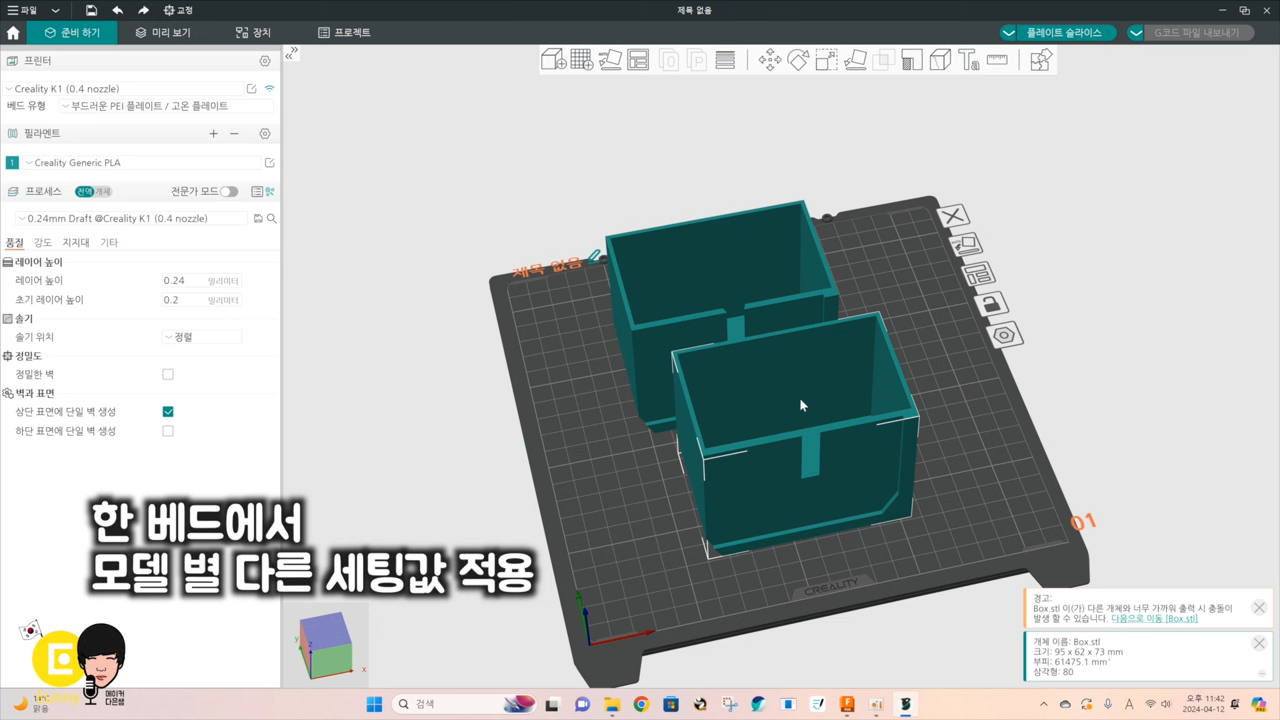 파일
교정
제목 없음
준비 하기
미리 보기
장치
프로젝트
플레이트 슬라이스
G코드 파일 내보내기
프린터
Creality K1 (0.4 nozzle)
베드 유형
부드러운 PEI 플레이트 / 고온 플레이트
필라멘트
1
Creality Generic PLA
프로세스
전역
개체
전문가 모드
0.24mm Draft @Creality K1 (0.4 nozzle)
품질
강도
지지대
기타
레이어 높이
레이어 높이
0.24
밀리미터
초기 레이어 높이
0.2
밀리미터
솔기
솔기 위치
정렬
정밀도
정밀한 벽
벽과 표면
상단 표면에 단일 벽 생성
하단 표면에 단일 벽 생성
제목 없음
01
CREALITY
한 베드에서
모델 별 다른 세팅값 적용
경고:
Box.stl 이(가) 다른 개체와 너무 가까워 출력 시 충돌이
발생 할 수 있습니다. 다음으로 이동 [Box.stl]
개체 이름: Box.stl
크기: 95 x 62 x 73 mm
부피: 61475.1 mm³
삼각형: 80
z
y
x
메이커
다은쌤
맑음
검색
A
오후 11:42
2024-04-12